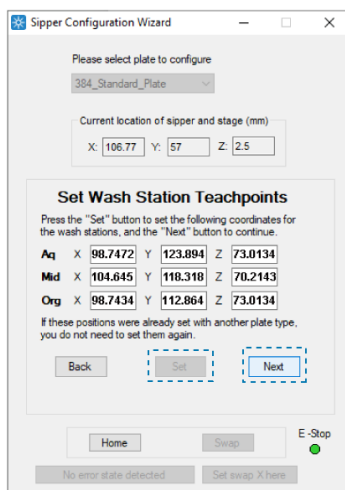 Sipper Configuration Wizard
Please select plate to configure
384_Standard_Plate
Current location of sipper and stage (mm)
X: 106.77 Y: 57 Z: 2.5
Set Wash Station Teachpoints
Press the "Set" button to set the following coordinates for
the wash stations, and the "Next" button to continue.
Aq X 98.7472 Y 123.894 Z 73.0134
Mid X 104.645 Y 118.318 Z 70.2143
Org X 98.7434 Y 112.864 Z 73.0134
If these positions were already set with another plate type,
you do not need to set them again.
Back Set Next
E -Stop
Home Swap
No error state detected Set swap X here